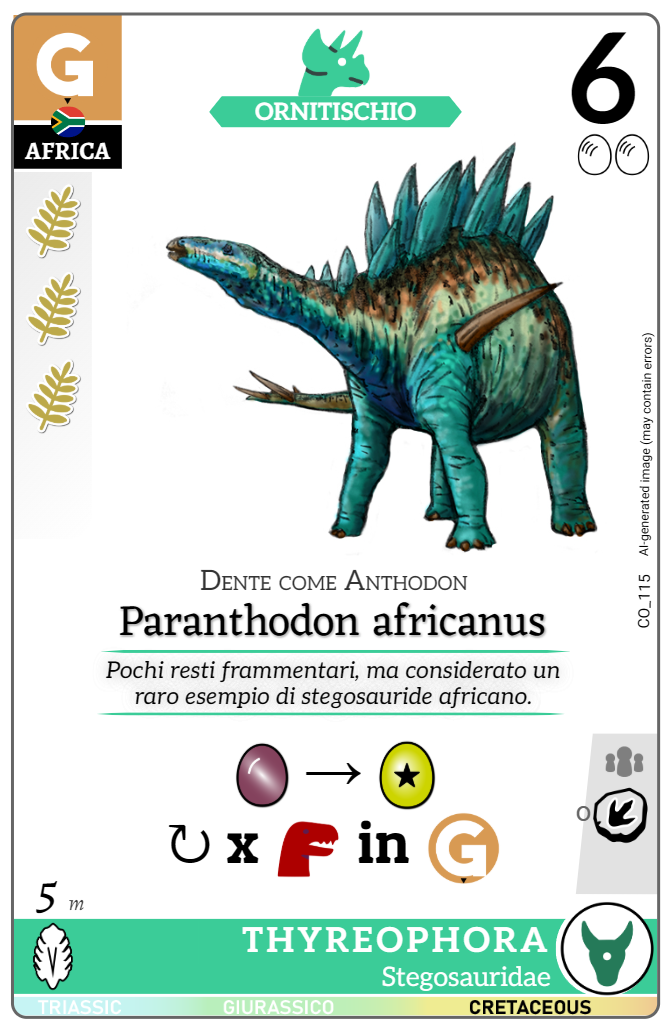 G
AFRICA
ORNITISCHIO
6
AI-generated image (may contain errors)
CO_115
Dente come Anthodon
Paranthodon africanus
Pochi resti frammentari, ma considerato un
raro esempio di stegosauride africano.
→
↻ x in G
O
5 m
THYREOPHORA
Stegosauridae
TRIASSIC GIURASSICO CRETACEOUS